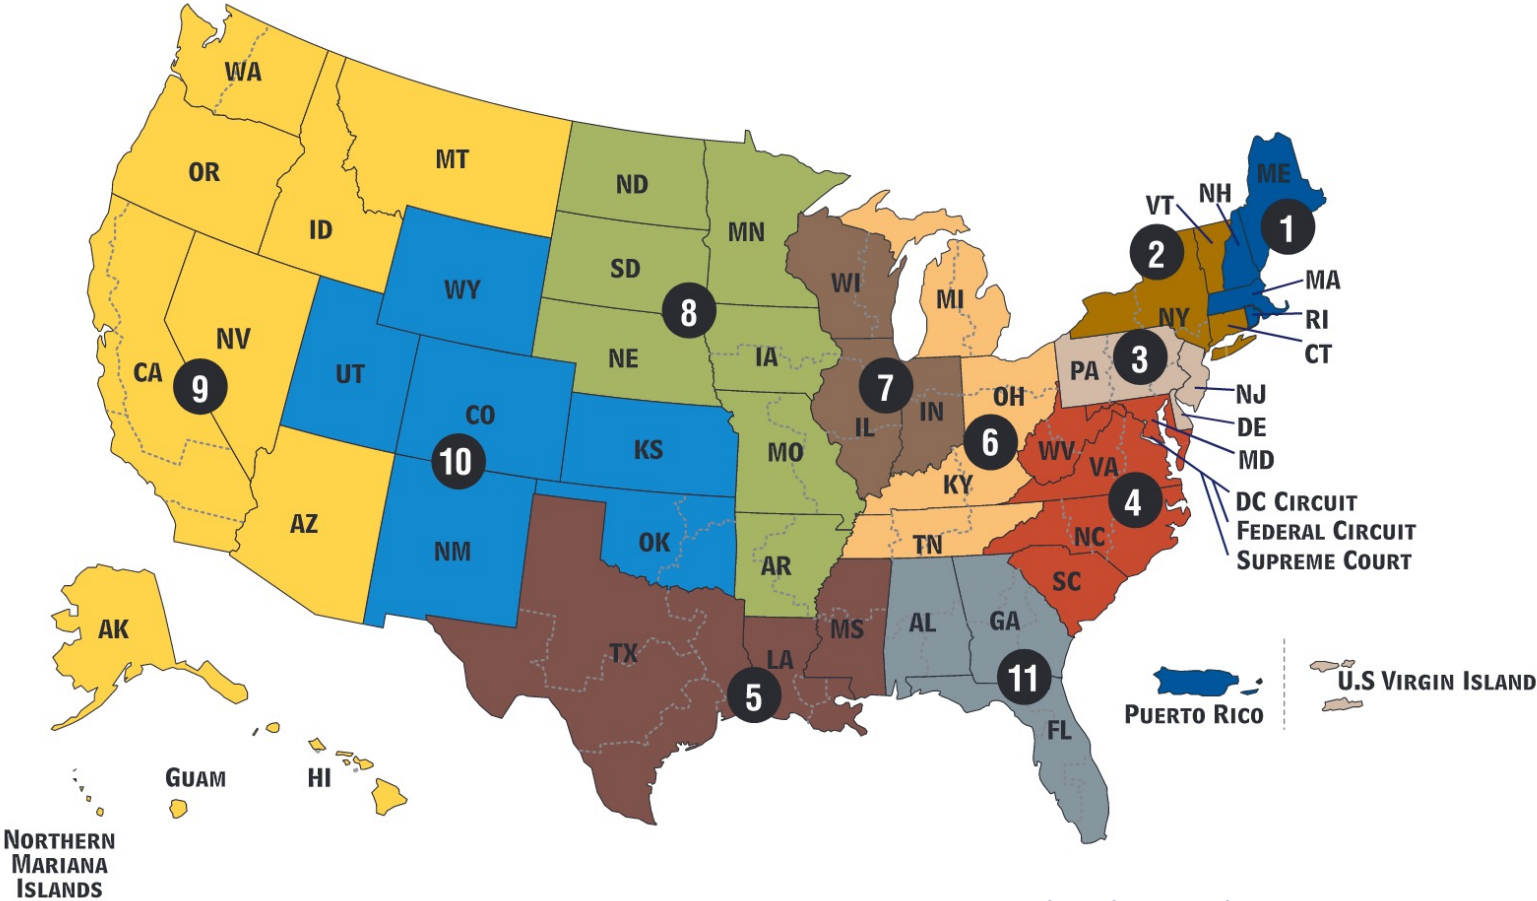 WA
OR
MT
ID
WY
NV
CA
9
UT
CO
10
AZ
NM
ND
MN
SD
8
NE
IA
KS
MO
OK
AR
TX
LA
5
MS
WI
MI
7
IL
IN
OH
6
KY
TN
AL
GA
11
FL
ME
NH
VT
1
2
MA
NY
RI
CT
3
PA
NJ
DE
MD
WV
VA
4
NC
SC
DC CIRCUIT
FEDERAL CIRCUIT
SUPREME COURT
PUERTO RICO
U.S VIRGIN ISLAND
AK
GUAM
HI
NORTHERN
MARIANA
ISLANDS